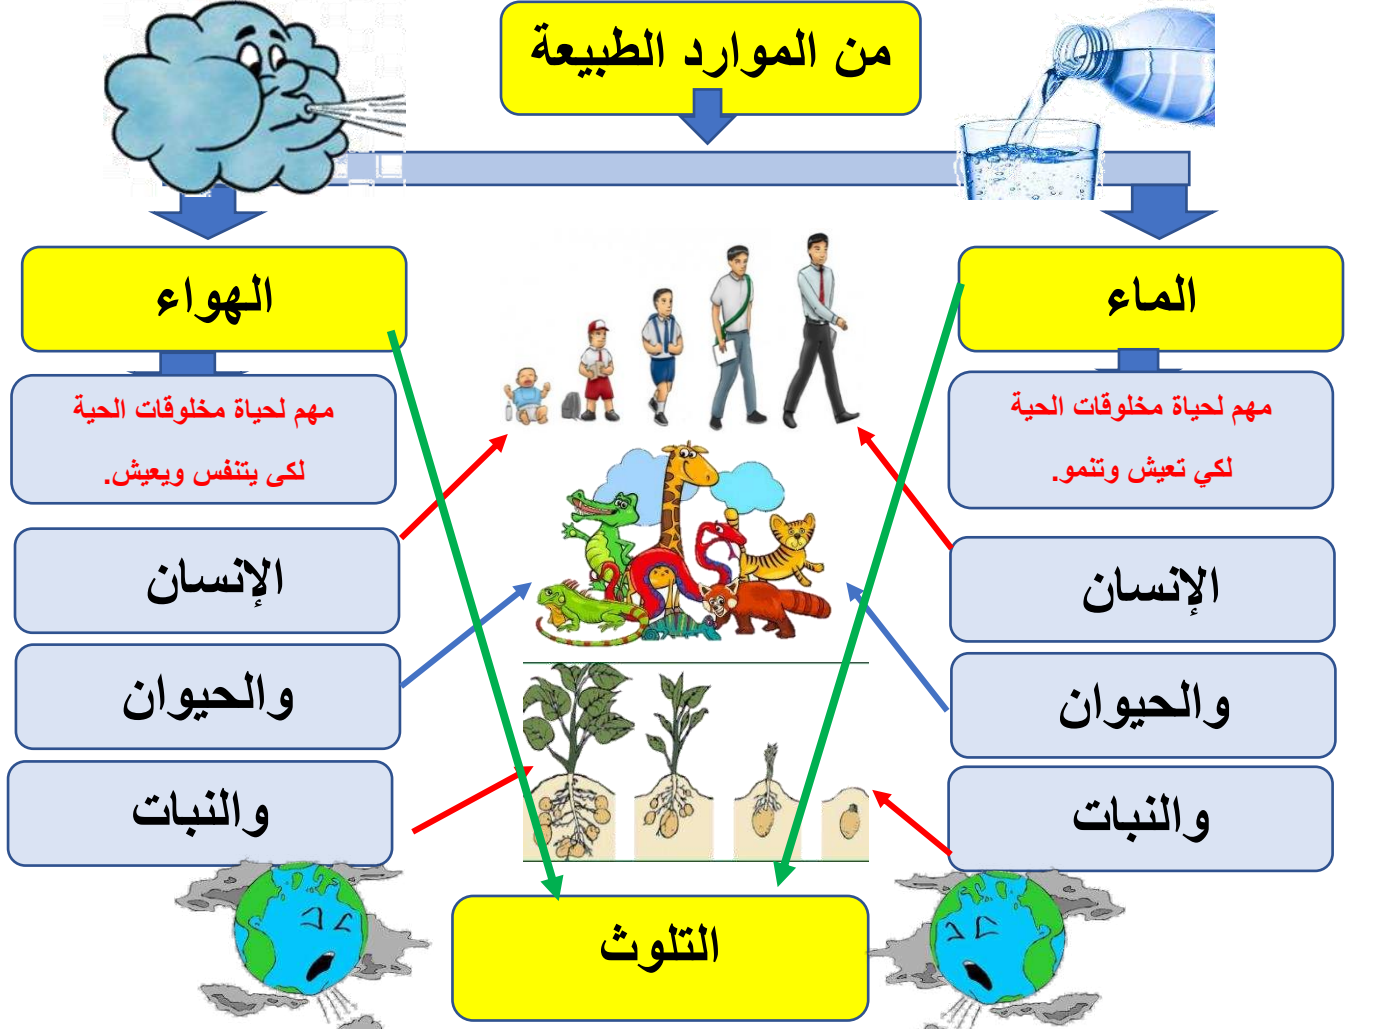 من الموارد الطبيعة
الماء
مهم لحياة مخلوقات الحية
لكي تعيش وتنمو.
الإنسان
والحيوان
والنبات
الهواء
مهم لحياة مخلوقات الحية
لكى يتنفس ويعيش.
الإنسان
والحيوان
والنبات
التلوث